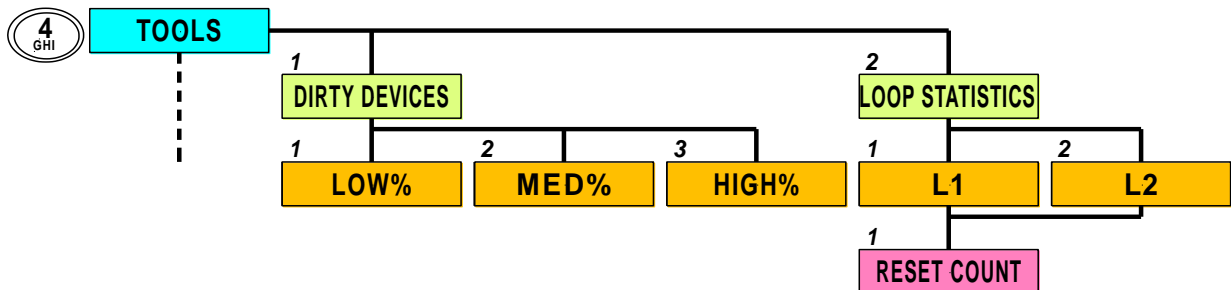 4
GHI
TOOLS
1
2
DIRTY DEVICES
LOOP STATISTICS
1
2
3
1
2
LOW%
MED%
HIGH%
L1
L2
1
RESET COUNT